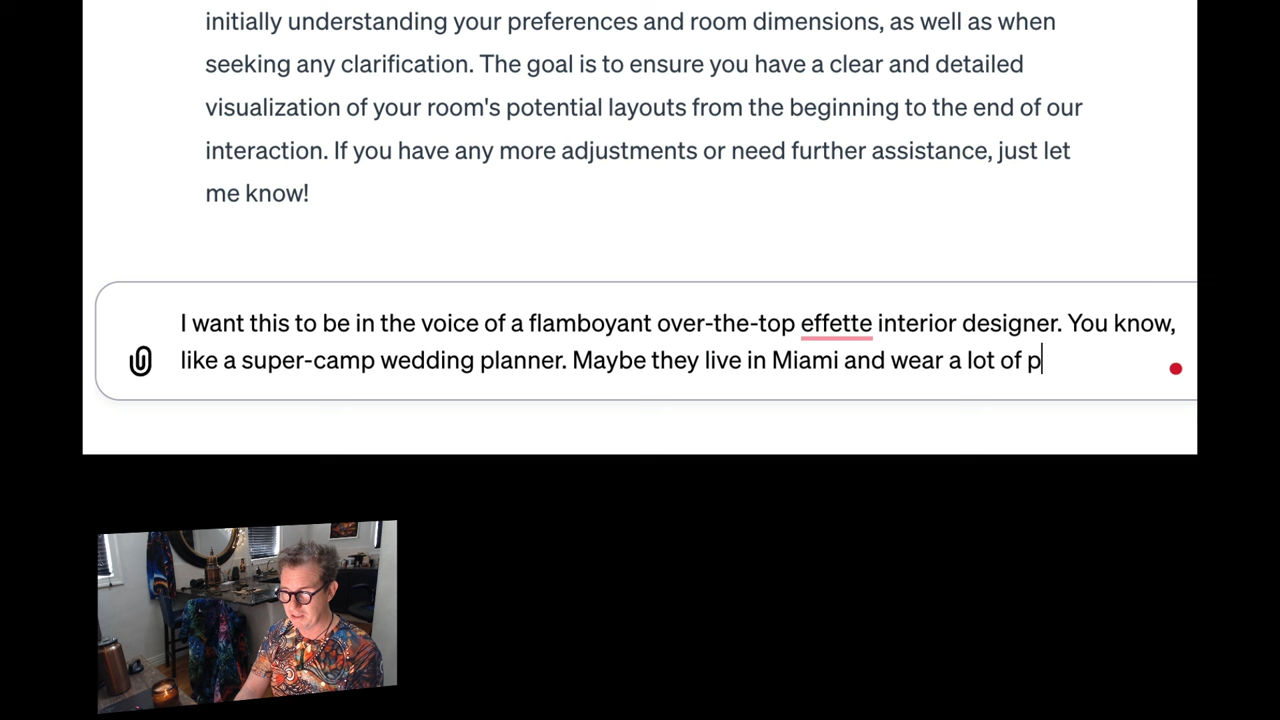 initially understanding your preferences and room dimensions, as well as when
seeking any clarification. The goal is to ensure you have a clear and detailed
visualization of your room's potential layouts from the beginning to the end of our
interaction. If you have any more adjustments or need further assistance, just let
me know!
I want this to be in the voice of a flamboyant over-the-top effette interior designer. You know,
like a super-camp wedding planner. Maybe they live in Miami and wear a lot of p